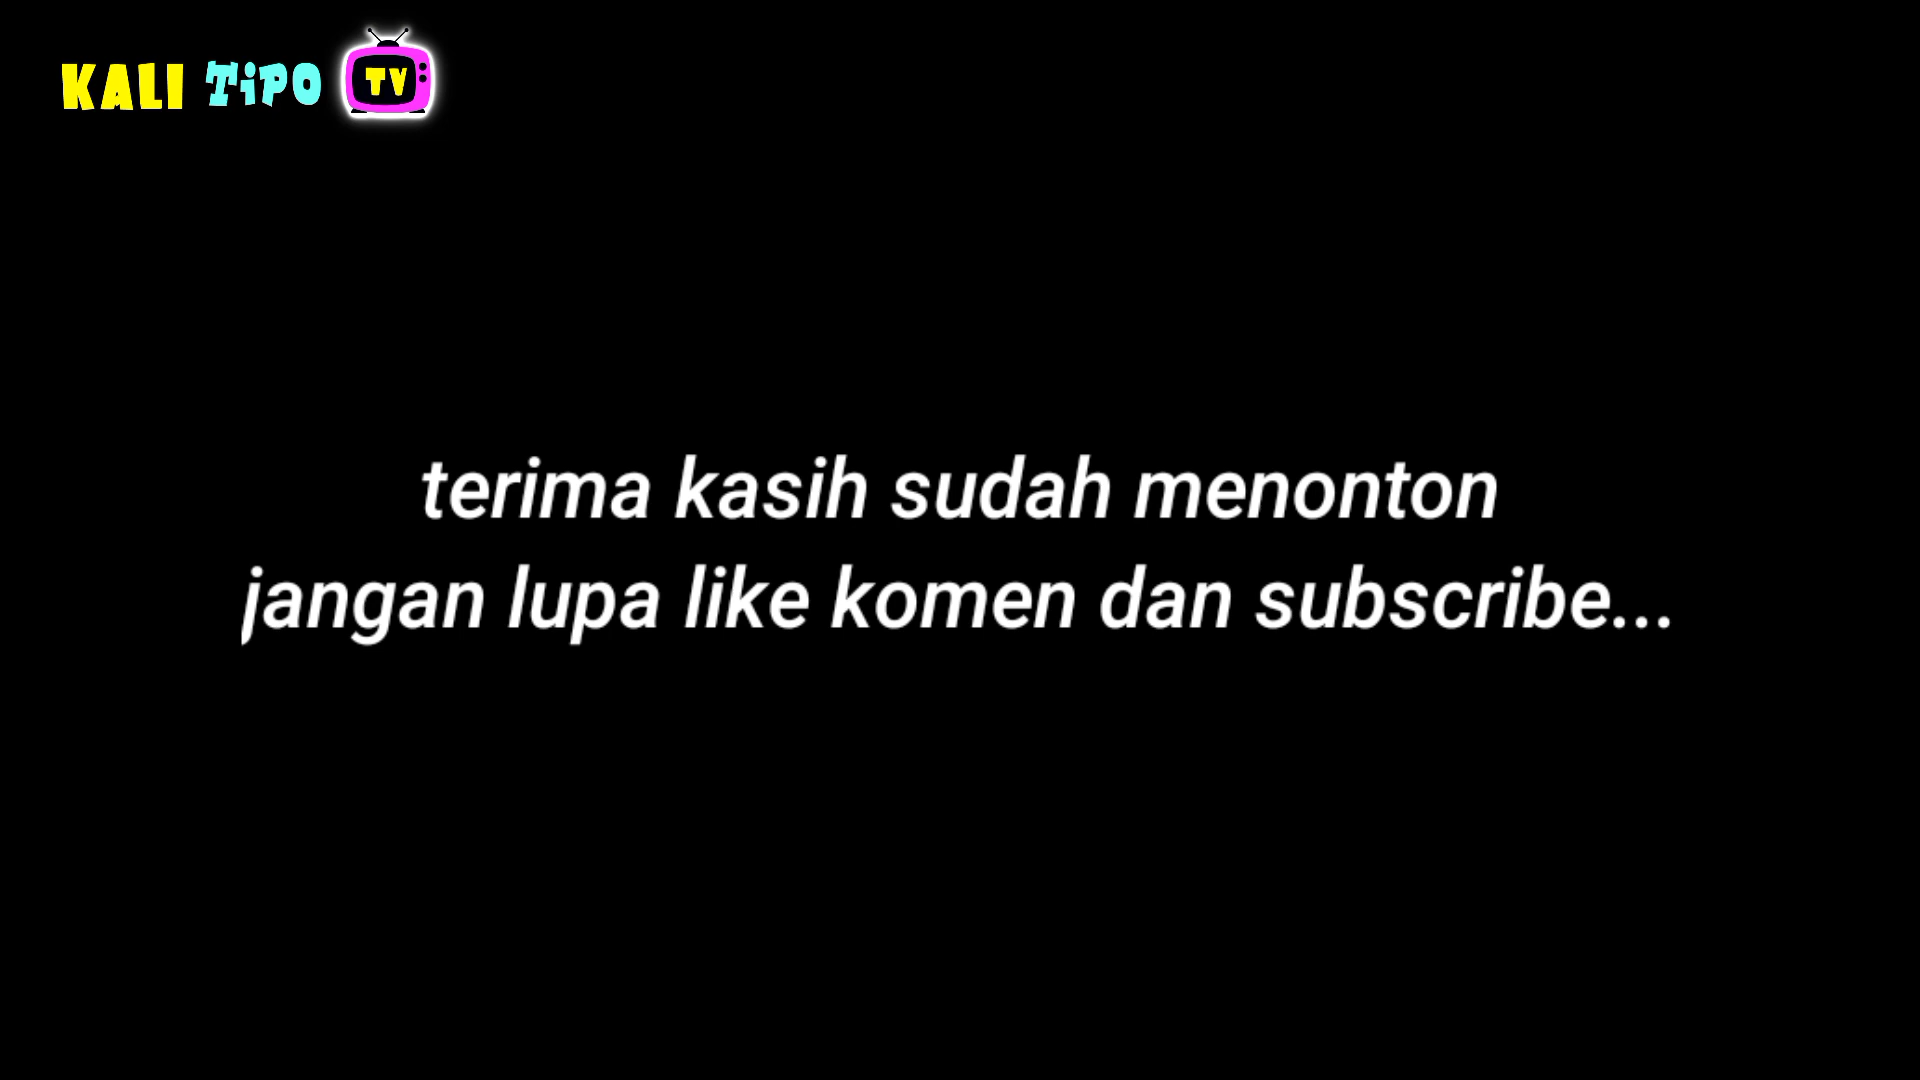 KALI TiPO TV
terima kasih sudah menonton
jangan lupa like komen dan subscribe...